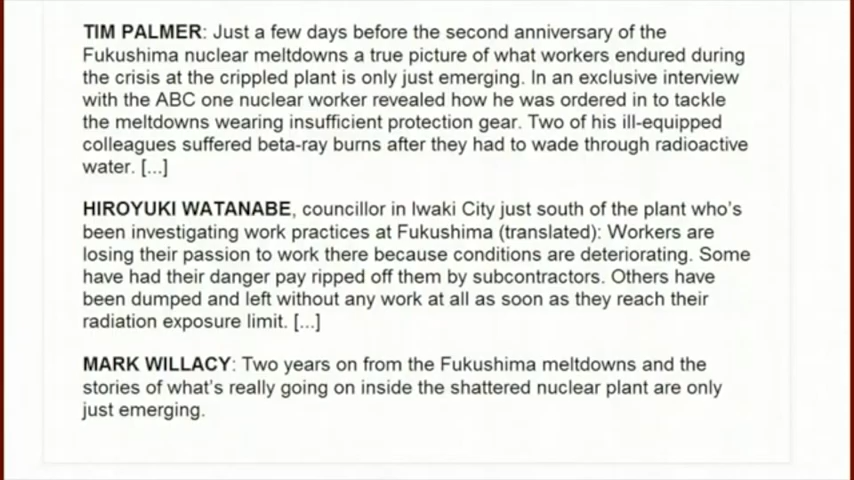 TIM PALMER: Just a few days before the second anniversary of the
Fukushima nuclear meltdowns a true picture of what workers endured during
the crisis at the crippled plant is only just emerging. In an exclusive interview
with the ABC one nuclear worker revealed how he was ordered in to tackle
the meltdowns wearing insufficient protection gear. Two of his ill-equipped
colleagues suffered beta-ray burns after they had to wade through radioactive
water. [...]
HIROYUKI WATANABE, councillor in Iwaki City just south of the plant who's
been investigating work practices at Fukushima (translated): Workers are
losing their passion to work there because conditions are deteriorating. Some
have had their danger pay ripped off them by subcontractors. Others have
been dumped and left without any work at all as soon as they reach their
radiation exposure limit. [...]
MARK WILLACY: Two years on from the Fukushima meltdowns and the
stories of what's really going on inside the shattered nuclear plant are only
just emerging.